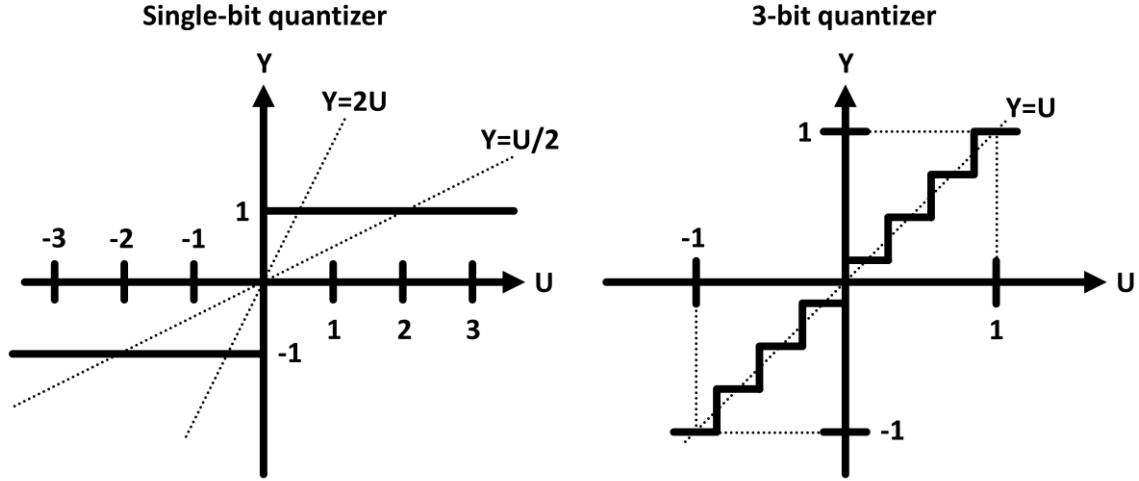 Single-bit quantizer
Y
Y=2U
Y=U/2
1
-3 -2 -1
U
1 2 3
-1
3-bit quantizer
Y
Y=U
1
-1
U
1
-1